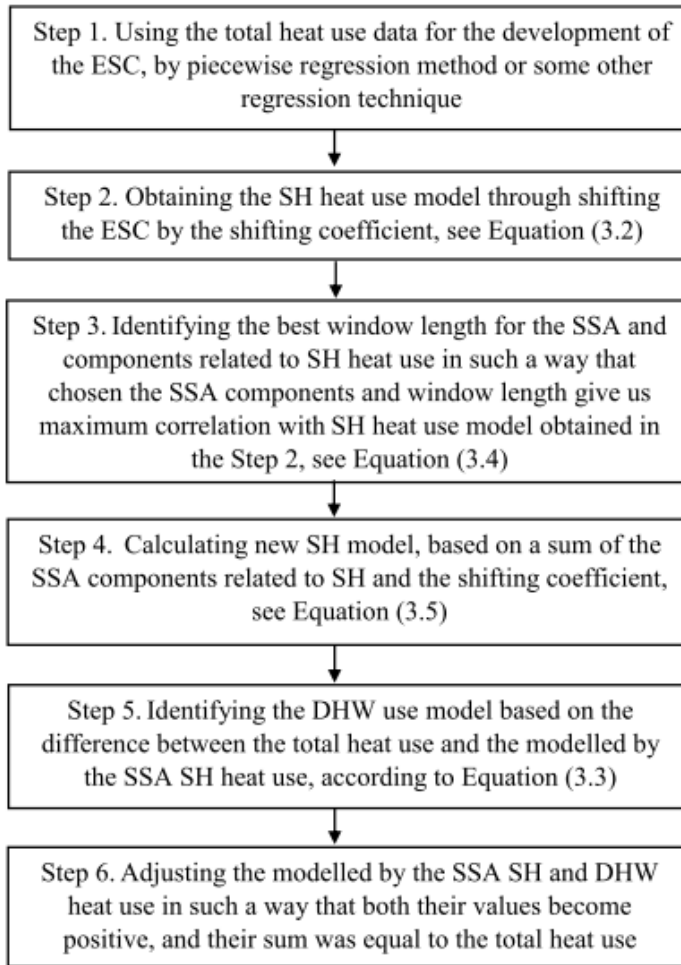 Step 1. Using the total heat use data for the development of
the ESC, by piecewise regression method or some other
regression technique
Step 2. Obtaining the SH heat use model through shifting
the ESC by the shifting coefficient, see Equation (3.2)
Step 3. Identifying the best window length for the SSA and
components related to SH heat use in such a way that
chosen the SSA components and window length give us
maximum correlation with SH heat use model obtained in
the Step 2, see Equation (3.4)
Step 4. Calculating new SH model, based on a sum of the
SSA components related to SH and the shifting coefficient,
see Equation (3.5)
Step 5. Identifying the DHW use model based on the
difference between the total heat use and the modelled by
the SSA SH heat use, according to Equation (3.3)
Step 6. Adjusting the modelled by the SSA SH and DHW
heat use in such a way that both their values become
positive, and their sum was equal to the total heat use